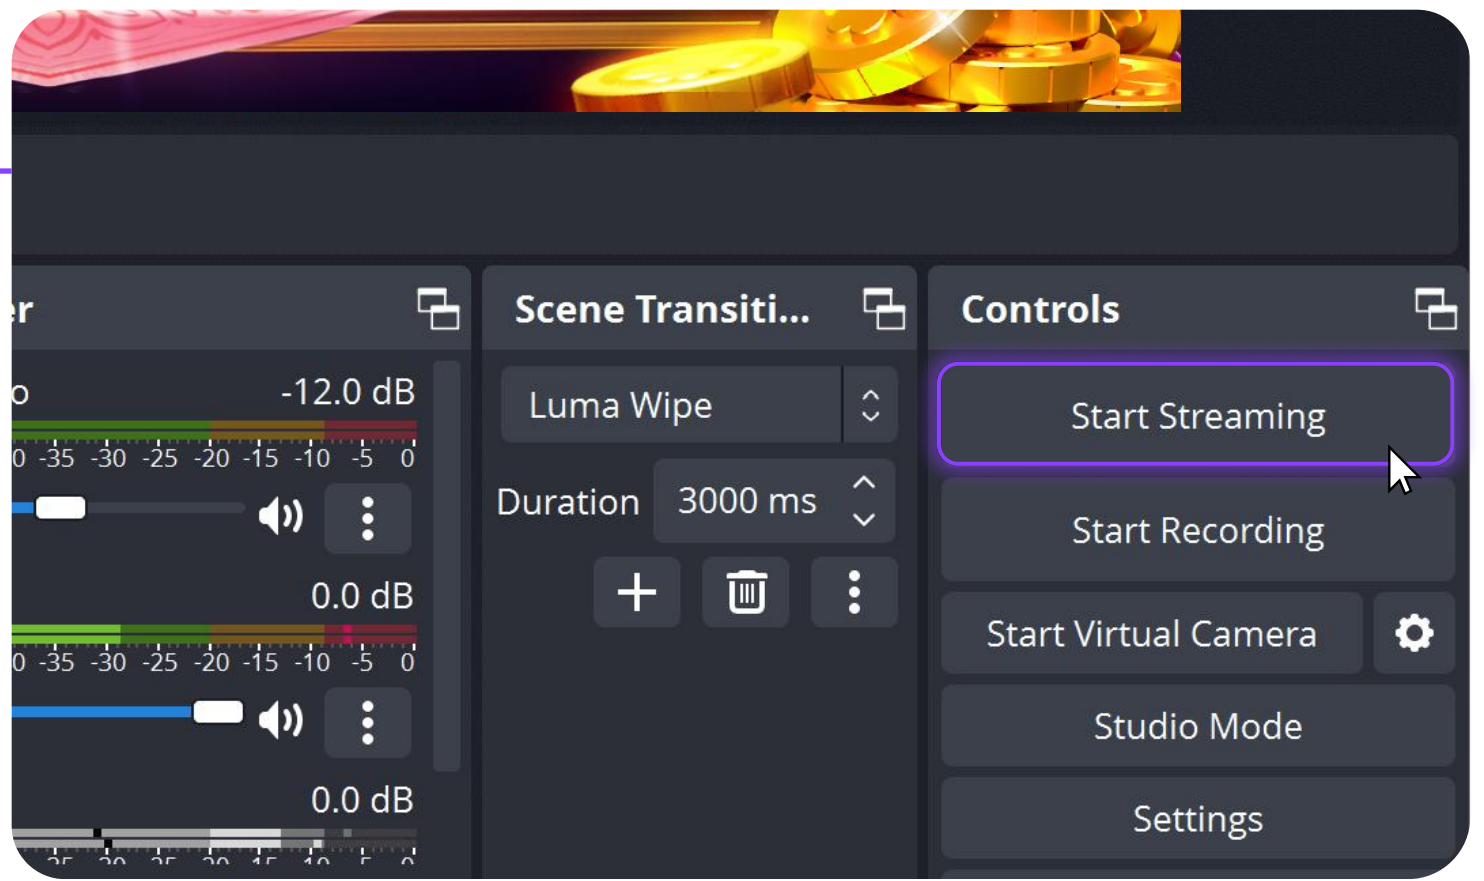 er
o
-12.0 dB
0 -35 -30 -25 -20 -15 -10 -5 0
0.0 dB
0 -35 -30 -25 -20 -15 -10 -5 0
0.0 dB
Scene Transiti...
Luma Wipe
Duration 3000 ms
Controls
Start Streaming
Start Recording
Start Virtual Camera
Studio Mode
Settings